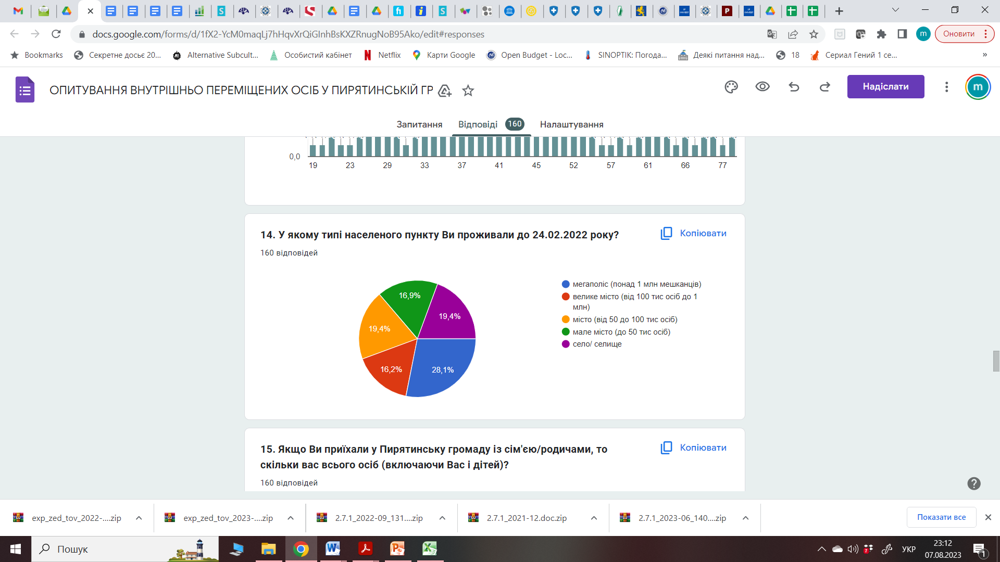 docs.google.com/forms/d/1fX2-YcM0maqLj7hHqvXrQiGInhBsKXZRnugNoB95Ako/edit#responses
m
Оновити
Bookmarks
Секретне досьє 20...
Alternative Subcult...
Особистий кабінет
Netflix
Карти Google
Open Budget - Loc...
SINOPTIK: Погода...
Деякі питання над...
18
Сериал Гений 1 се...
»
ОПИТУВАННЯ ВНУТРІШНЬО ПЕРЕМІЩЕНИХ ОСІБ У ПИРЯТИНСЬКІЙ ГР
Надіслати
m
Запитання
Відповіді 160
Налаштування
0,0
19 23 29 33 37 41 45 52 57 61 66 77
14. У якому типі населеного пункту Ви проживали до 24.02.2022 року?
Копіювати
160 відповідей
16,9%
19,4%
19,4%
16,2%
28,1%
мегаполіс (понад 1 млн мешканців)
велике місто (від 100 тис осіб до 1
млн)
місто (від 50 до 100 тис осіб)
мале місто (до 50 тис осіб)
село/ селище
15. Якщо Ви приїхали у Пирятинську громаду із сім'єю/родичами, то
скільки вас всього осіб (включаючи Вас і дітей)?
Копіювати
160 відповідей
exp_zed_tov_2022-....zip
exp_zed_tov_2023-....zip
2.7.1_2022-09_131....zip
2.7.1_2021-12.doc.zip
2.7.1_2023-06_140....zip
Показати все
Пошук
УКР
23:12
07.08.2023
1